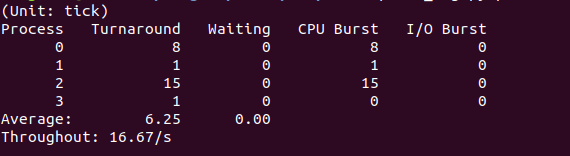 (Unit: tick)
Process Turnaround Waiting CPU Burst I/O Burst
0 8 0 8 0
1 1 0 1 0
2 15 0 15 0
3 1 0 0 0
Average: 6.25 0.00
Throughout: 16.67/s